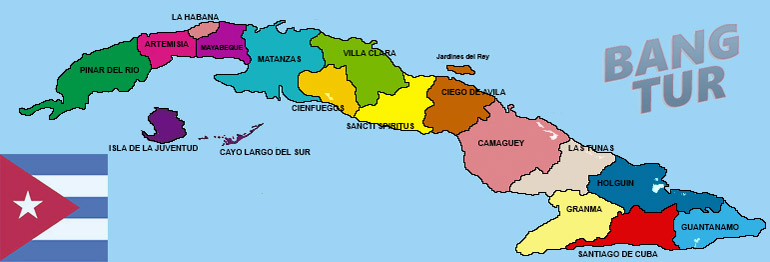 LA HABANA
ARTEMISIA
MAYABEQUE
PINAR DEL RIO
MATANZAS
VILLA CLARA
Jardines del Rey
CIEGO DE AVILA
CIENFUEGOS
SANCTI SPIRITUS
ISLA DE LA JUVENTUD
CAYO LARGO DEL SUR
CAMAGUEY
LAS TUNAS
HOLGUIN
GRANMA
GUANTANAMO
SANTIAGO DE CUBA
BANG
TUR